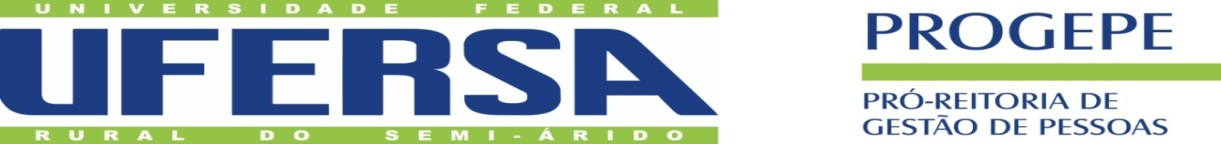 UNIVERSIDADE FEDERAL
UFERSA
RURAL DO SEMI-ÁRIDO
PROGEPE
PRÓ-REITORIA DE
GESTÃO DE PESSOAS